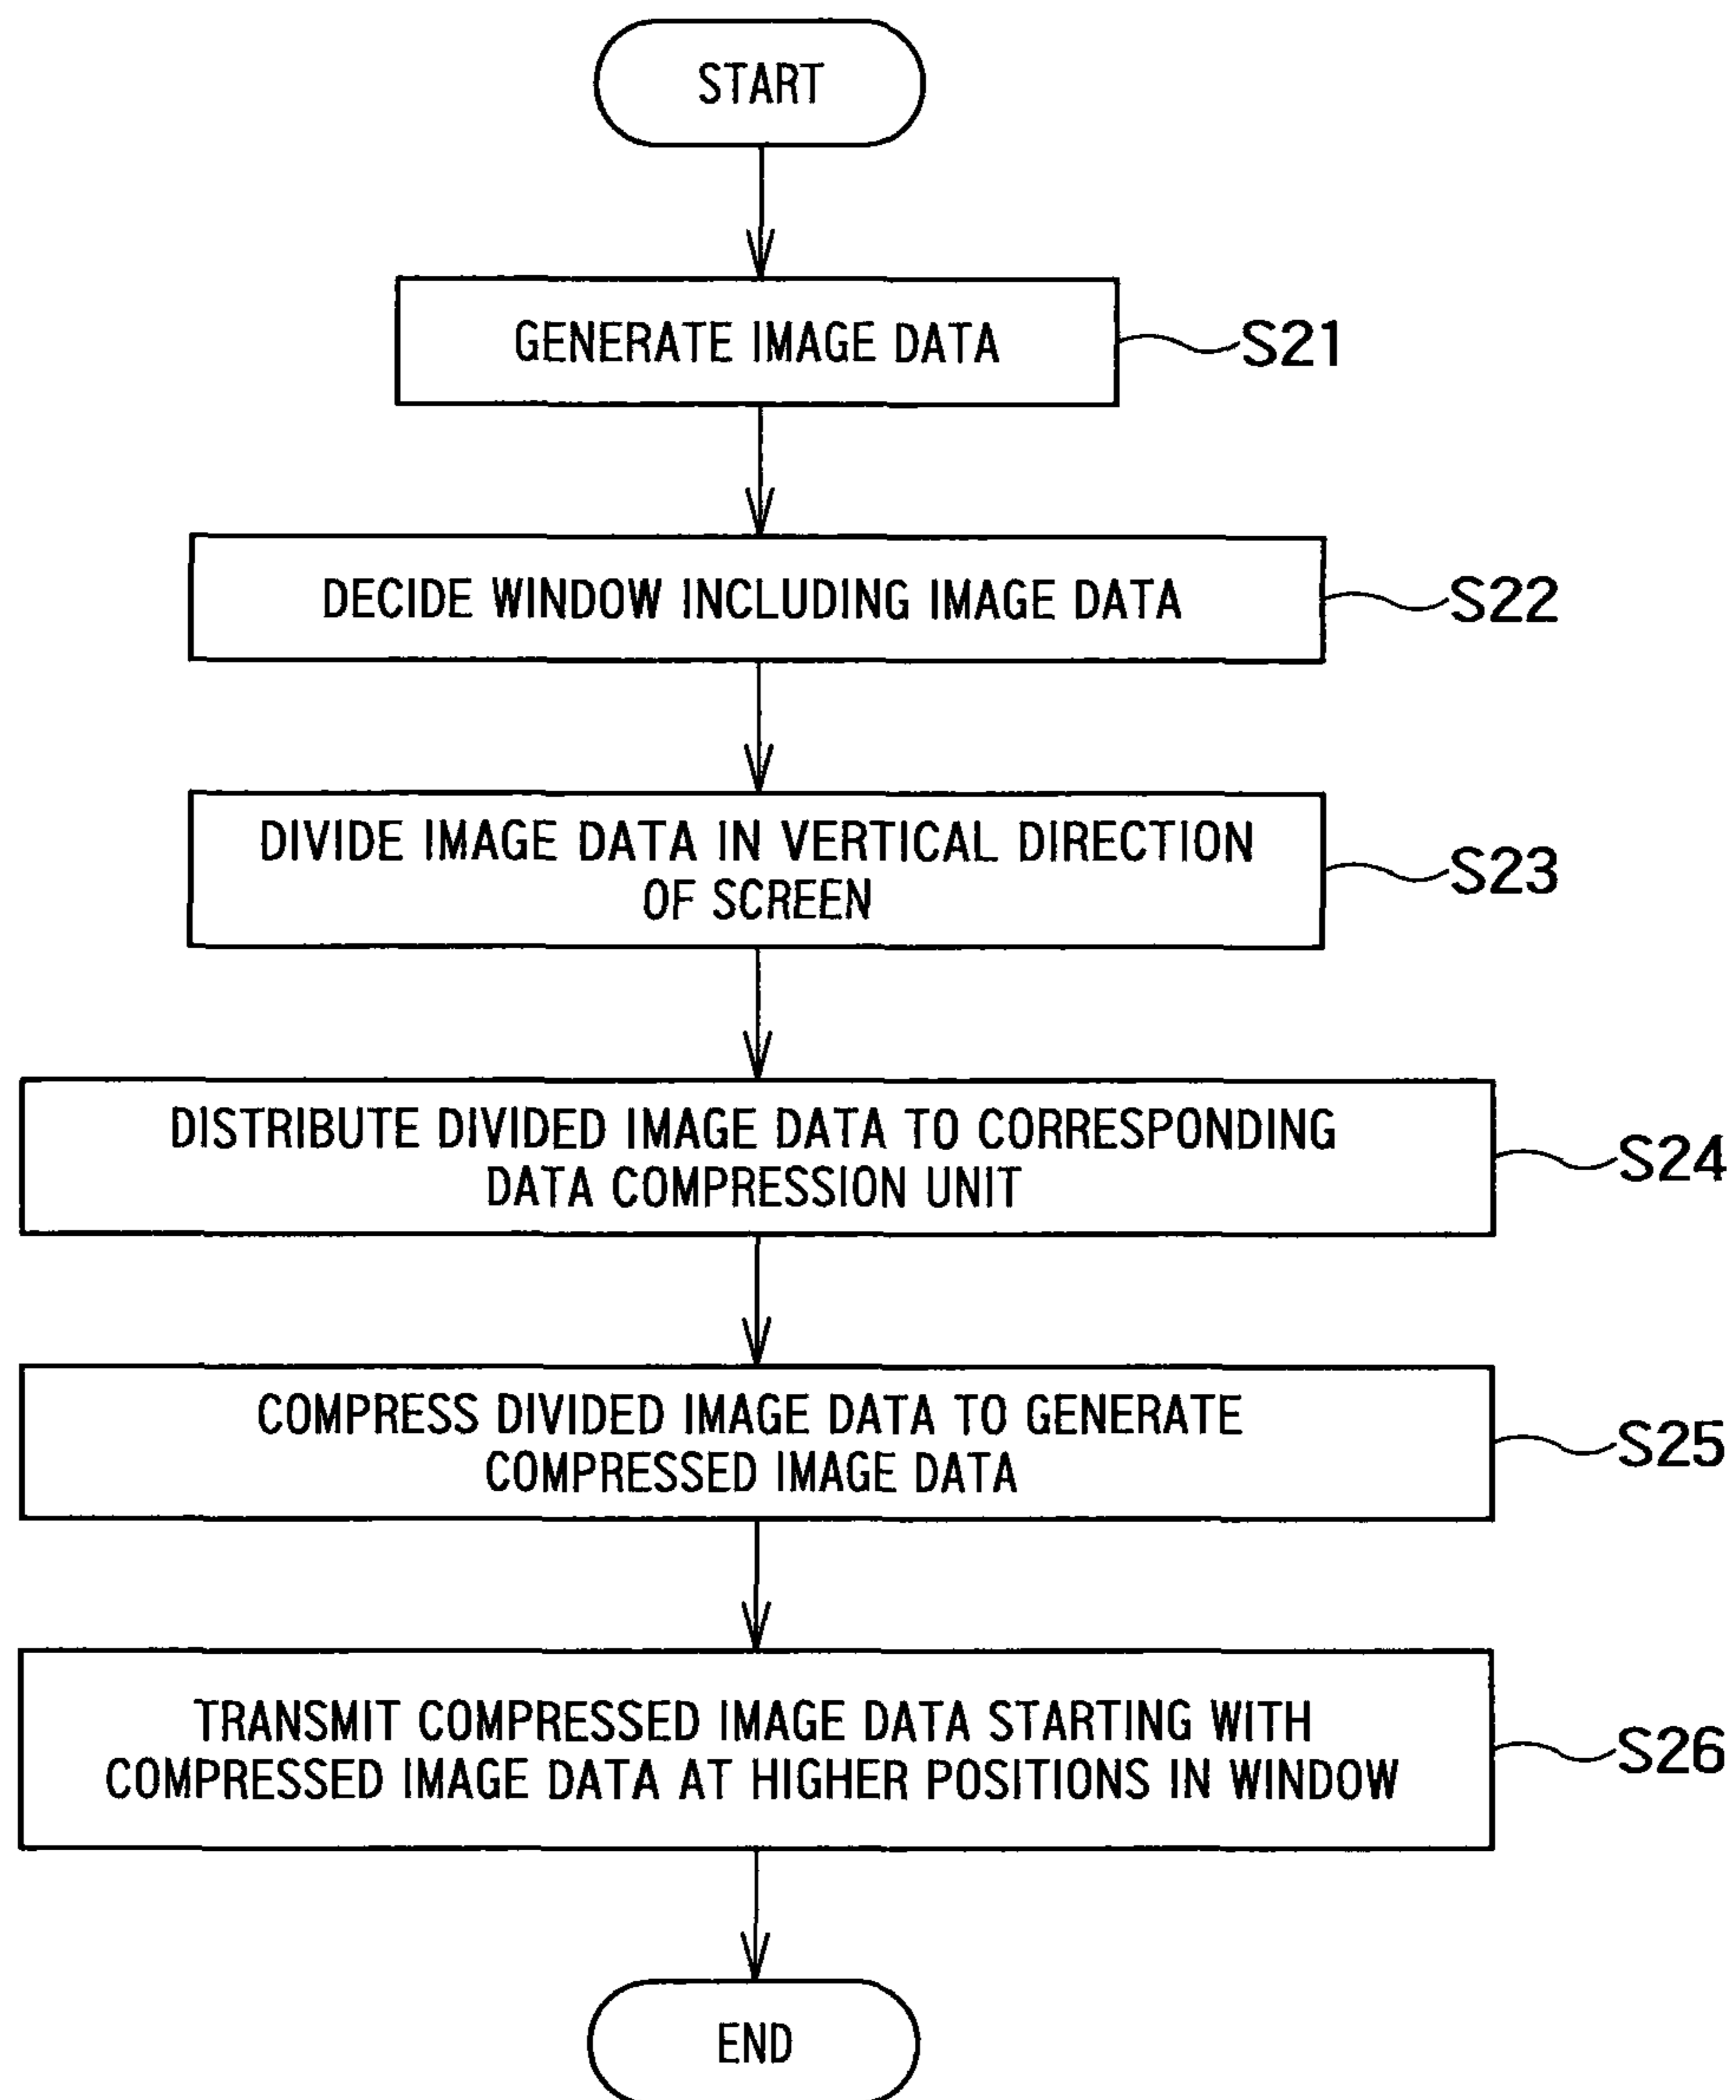 START
GENERATE IMAGE DATA
S21
DECIDE WINDOW INCLUDING IMAGE DATA
S22
DIVIDE IMAGE DATA IN VERTICAL DIRECTION
OF SCREEN
S23
DISTRIBUTE DIVIDED IMAGE DATA TO CORRESPONDING
DATA COMPRESSION UNIT
S24
COMPRESS DIVIDED IMAGE DATA TO GENERATE
COMPRESSED IMAGE DATA
S25
TRANSMIT COMPRESSED IMAGE DATA STARTING WITH
COMPRESSED IMAGE DATA AT HIGHER POSITIONS IN WINDOW
S26
END